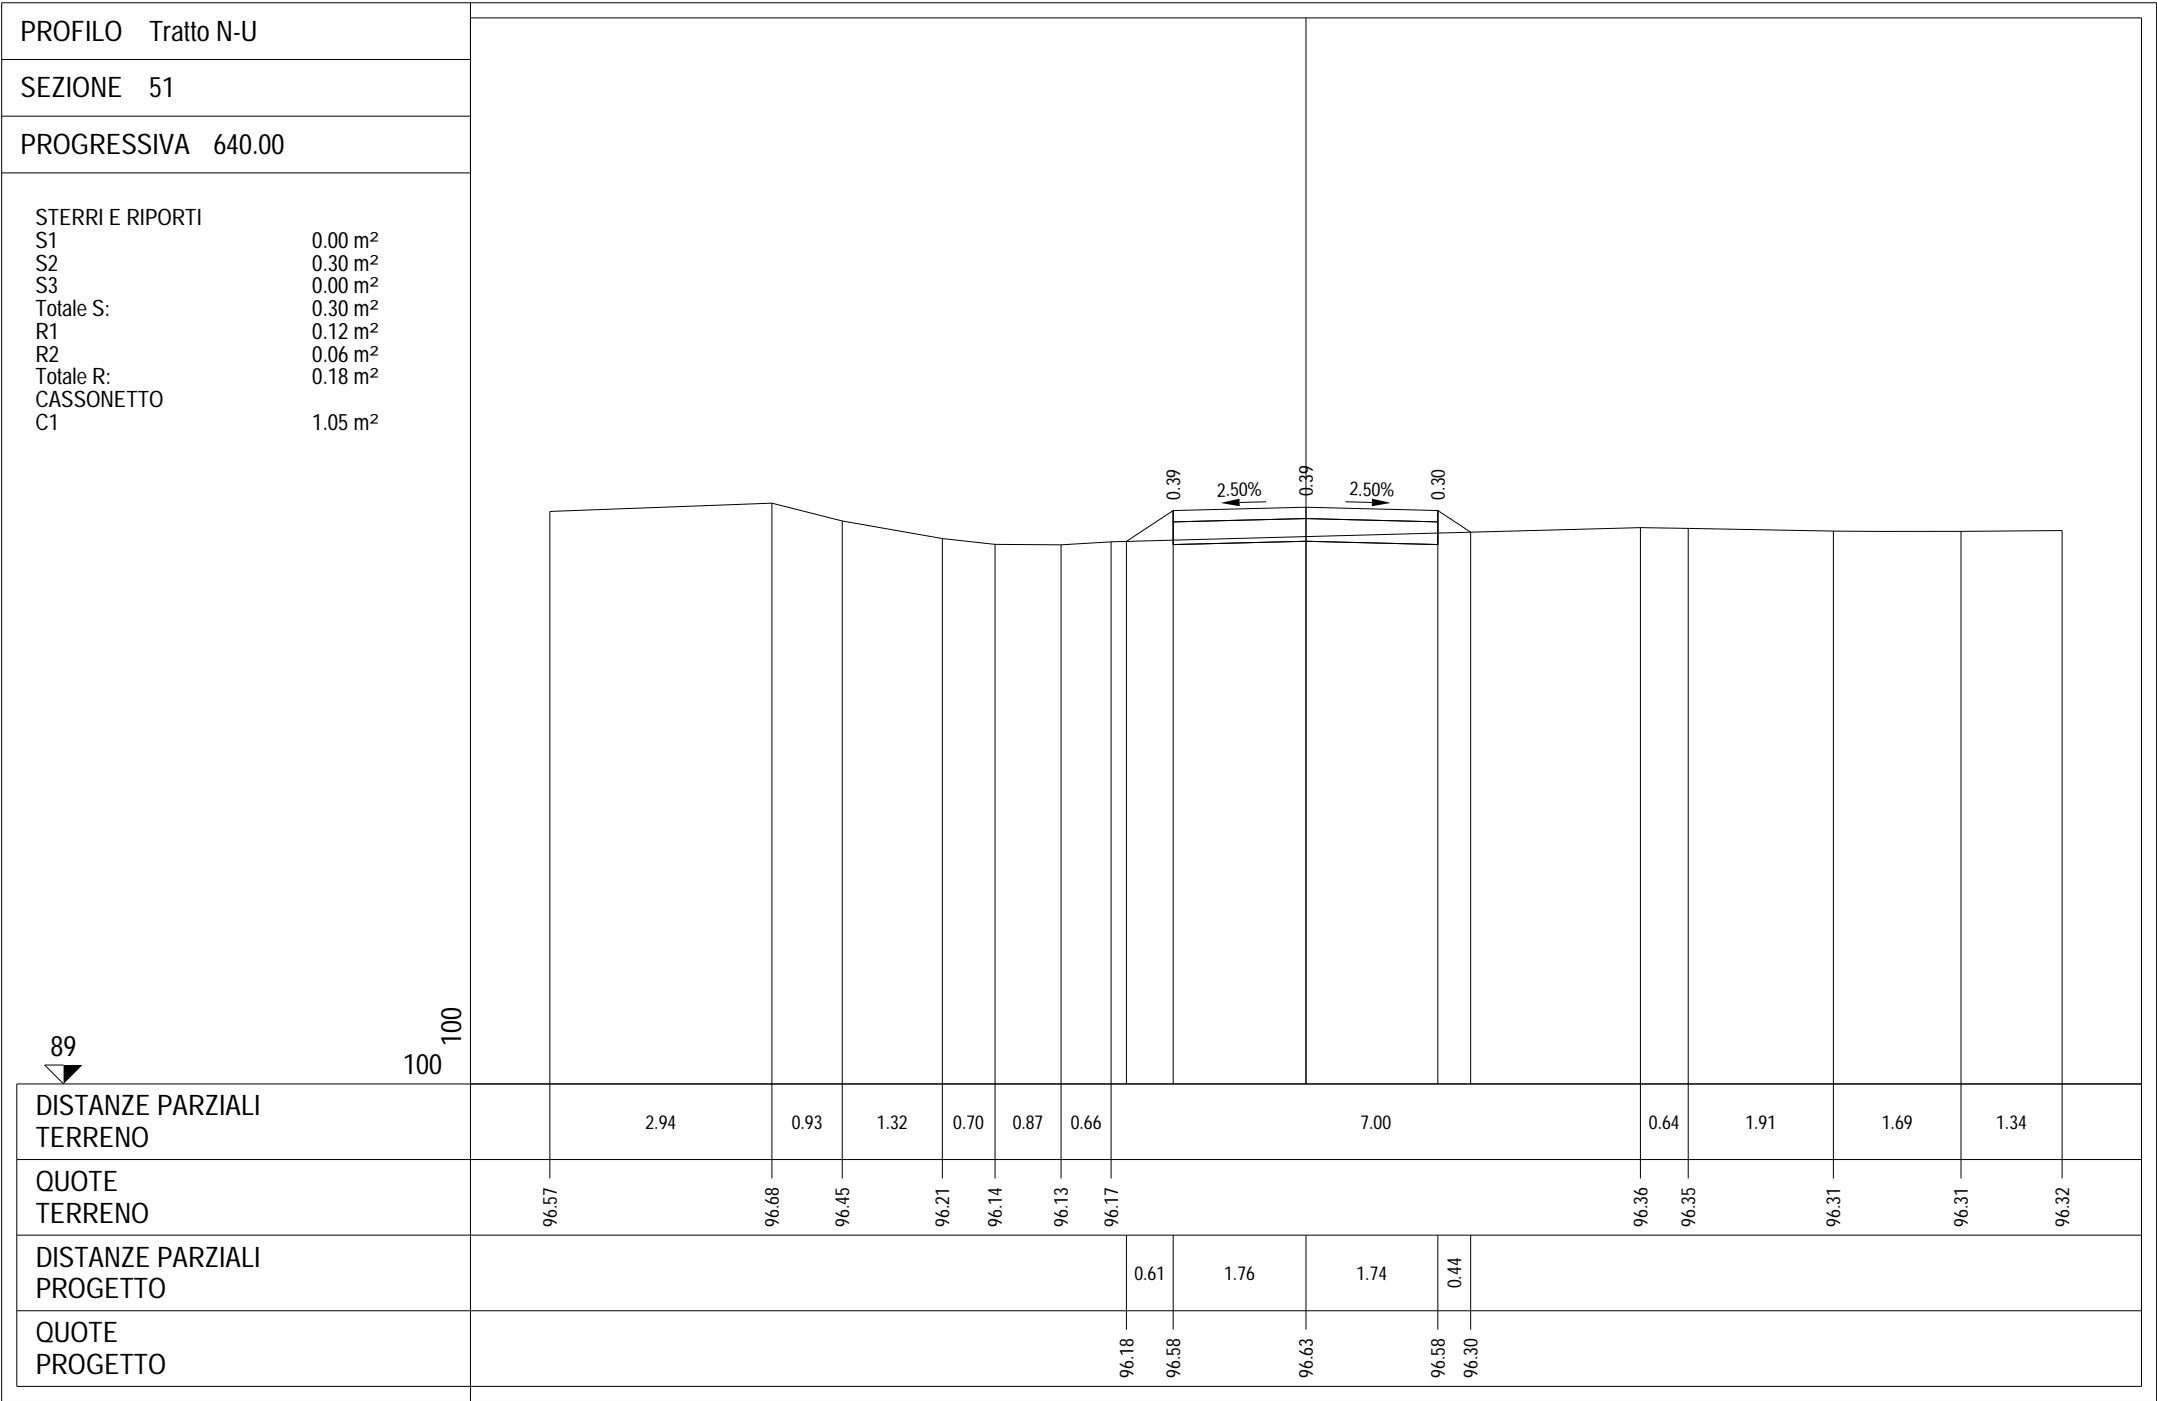 PROFILO Tratto N-U
SEZIONE 51
PROGRESSIVA 640.00
STERRI E RIPORTI
S1 0.00 m²
S2 0.30 m²
S3 0.00 m²
Totale S: 0.30 m²
R1 0.12 m²
R2 0.06 m²
Totale R: 0.18 m²
CASSONETTO
C1 1.05 m²
0.39 2.50% 0.39 2.50% 0.30
89
100
100
DISTANZE PARZIALI
TERRENO
2.94 0.93 1.32 0.70 0.87 0.66 7.00 0.64 1.91 1.69 1.34
QUOTE
TERRENO
96.57 96.68 96.45 96.21 96.14 96.13 96.17 96.36 96.35 96.31 96.31 96.32
DISTANZE PARZIALI
PROGETTO
0.61 1.76 1.74 0.44
QUOTE
PROGETTO
96.18 96.58 96.63 96.58 96.30